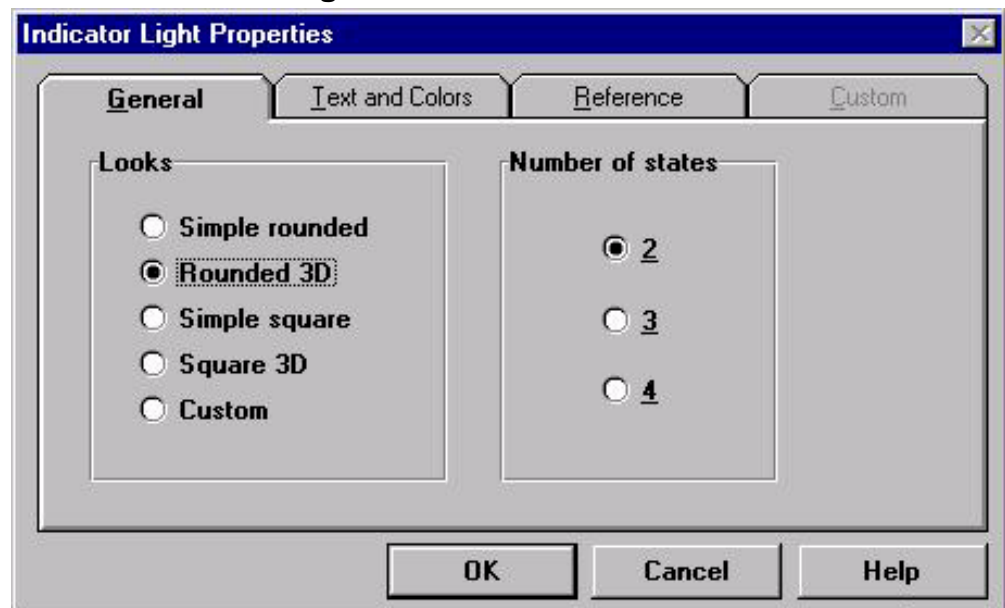 Indicator Light Properties
General Text and Colors Reference Custom
Looks
Simple rounded
Rounded 3D
Simple square
Square 3D
Custom
Number of states
2
3
4
OK Cancel Help